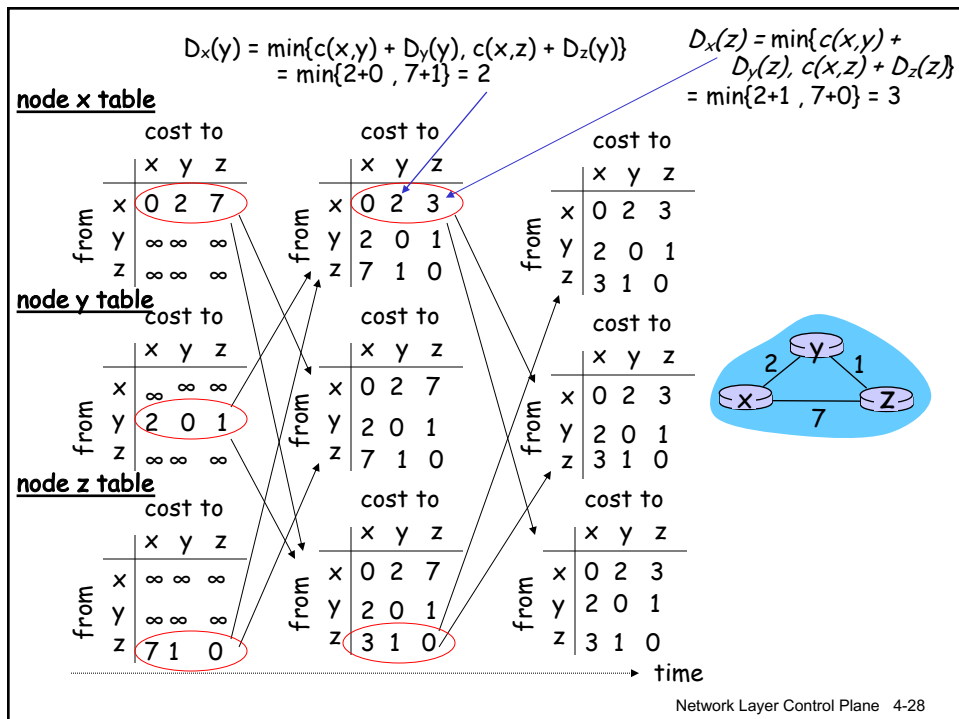 Dx(y) = min{c(x,y) + Dy(y), c(x,z) + Dz(y)}
= min{2+0 , 7+1} = 2
Dx(z) = min{c(x,y) +
Dy(z), c(x,z) + Dz(z)}
= min{2+1 , 7+0} = 3
node x table
cost to
x y z
from
x 0 2 7
y ∞ ∞ ∞
z ∞ ∞ ∞
cost to
x y z
from
x 0 2 3
y 2 0 1
z 7 1 0
cost to
x y z
from
x 0 2 3
y 2 0 1
z 3 1 0
node y table
cost to
x y z
from
x ∞ ∞ ∞
y 2 0 1
z ∞ ∞ ∞
cost to
x y z
from
x 0 2 7
y 2 0 1
z 7 1 0
cost to
x y z
from
x 0 2 3
y 2 0 1
z 3 1 0
node z table
cost to
x y z
from
x ∞ ∞ ∞
y ∞ ∞ ∞
z 7 1 0
cost to
x y z
from
x 0 2 7
y 2 0 1
z 3 1 0
cost to
x y z
from
x 0 2 3
y 2 0 1
z 3 1 0
time
y
2 1
x z
7
Network Layer Control Plane 4-28